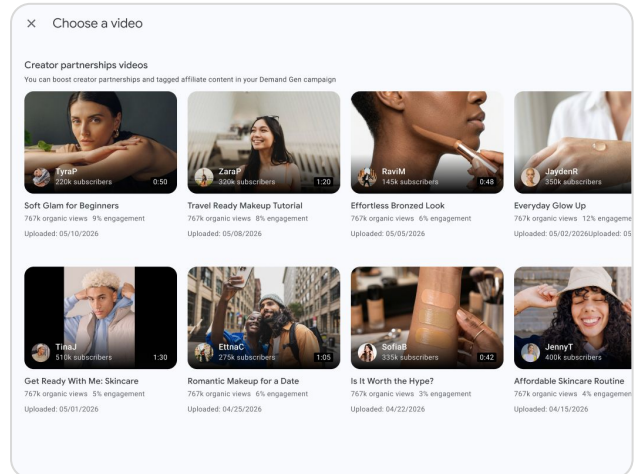 Choose a video
Creator partnerships videos
You can boost creator partnerships and tagged affiliate content in your Demand Gen campaign
TyraP
220k subscribers
0:50
ZaraP
320k subscribers
1:20
RaviM
145k subscribers
0:48
JaydenR
350k subscribers
Soft Glam for Beginners
767k organic views 9% engagement
Uploaded: 05/10/2026
Travel Ready Makeup Tutorial
767k organic views 8% engagement
Uploaded: 05/08/2026
Effortless Bronzed Look
767k organic views 6% engagement
Uploaded: 05/05/2026
Everyday Glow Up
767k organic views 12% engageme
Uploaded: 05/02/2026Uploaded: 05
TinaJ
510k subscribers
1:30
EttnaC
275k subscribers
1:05
SofiaB
335k subscribers
0:42
JennyT
400k subscribers
Get Ready With Me: Skincare
767k organic views 5% engagement
Uploaded: 05/01/2026
Romantic Makeup for a Date
767k organic views 6% engagement
Uploaded: 04/25/2026
Is It Worth the Hype?
767k organic views 3% engagement
Uploaded: 04/22/2026
Affordable Skincare Routine
767k organic views 4% engagemen
Uploaded: 04/15/2026